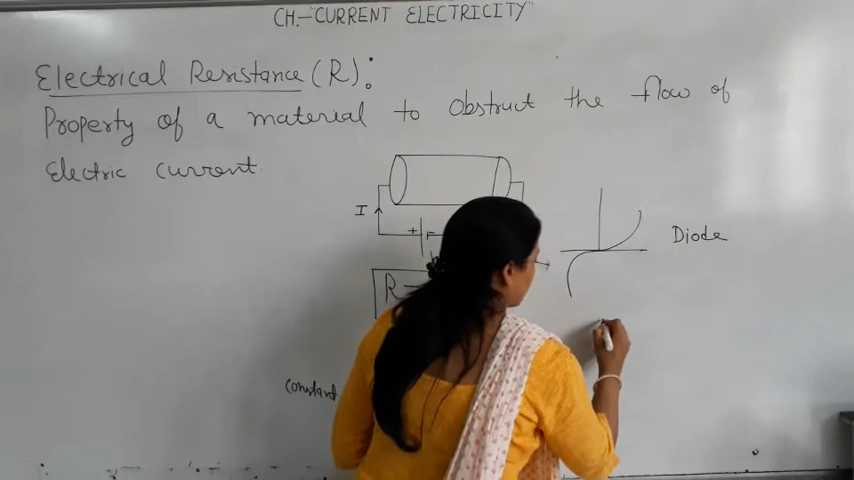 CH.-"CURRENT ELECTRICITY"
Electrical Resistance (R):
Property of a material to obstruct the flow of
Electric current.
I
+
Diode
R
Constant